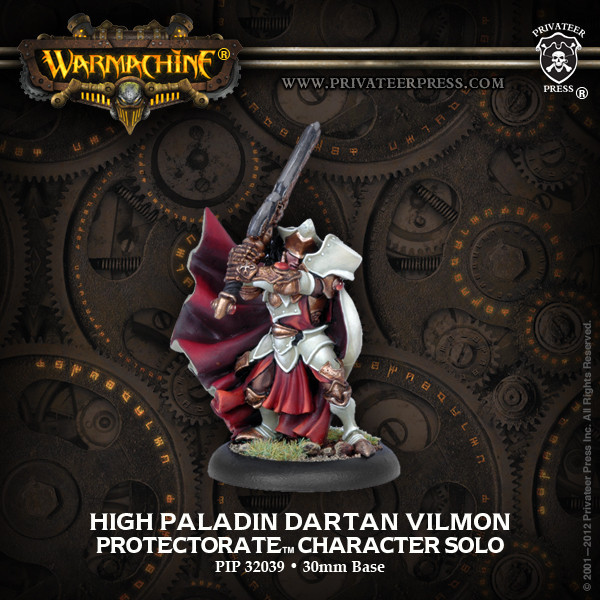 WARMACHINE®
PRIVATEER
PRESS®
WWW.PRIVATEERPRESS.COM
HIGH PALADIN DARTAN VILMON
PROTECTORATE™ CHARACTER SOLO
PIP 32039 • 30mm Base
© 2001–2012 Privateer Press Inc. All Rights Reserved.